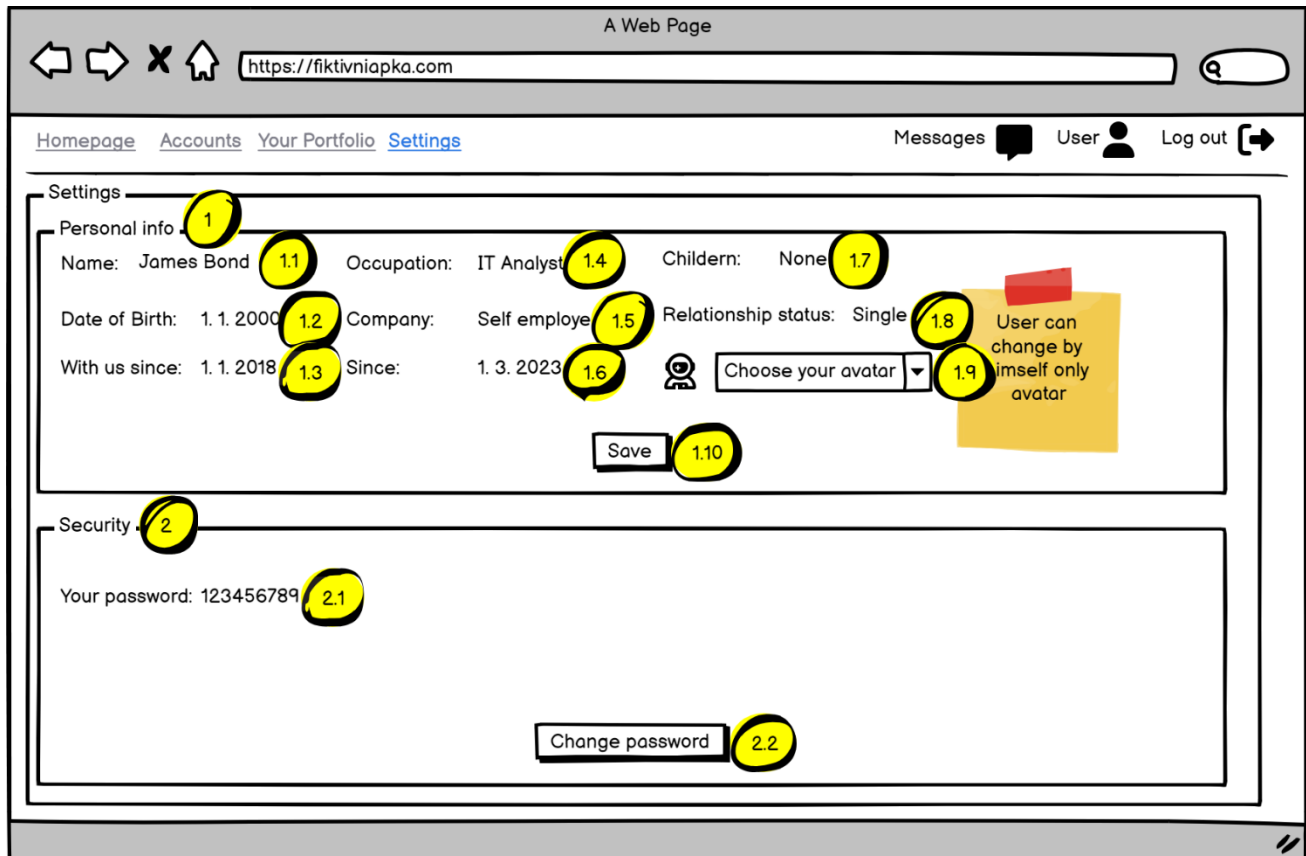 A Web Page
https://fiktivniapka.com
Homepage Accounts Your Portfolio Settings Messages User Log out
Settings
Personal info 1
Name: James Bond 1.1 Occupation: IT Analyst 1.4 Childern: None 1.7
Date of Birth: 1. 1. 2000 1.2 Company: Self employe 1.5 Relationship status: Single 1.8
With us since: 1. 1. 2018 1.3 Since: 1. 3. 2023 1.6 Choose your avatar 1.9
User can
change by
imself only
avatar
Save 1.10
Security 2
Your password: 123456789 2.1
Change password 2.2